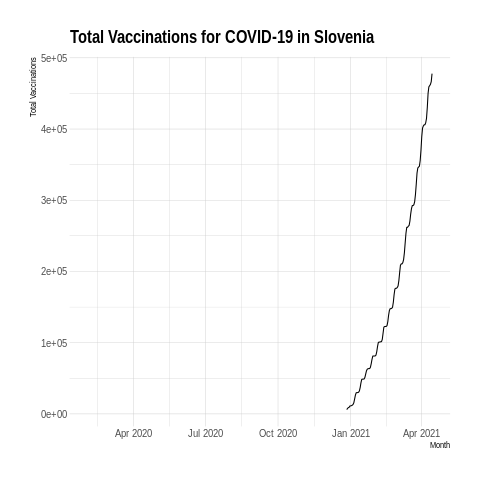 Total Vaccinations for COVID-19 in Slovenia
Total Vaccinations
5e+05
4e+05
3e+05
2e+05
1e+05
0e+00
Apr 2020 Jul 2020 Oct 2020 Jan 2021 Apr 2021
Month